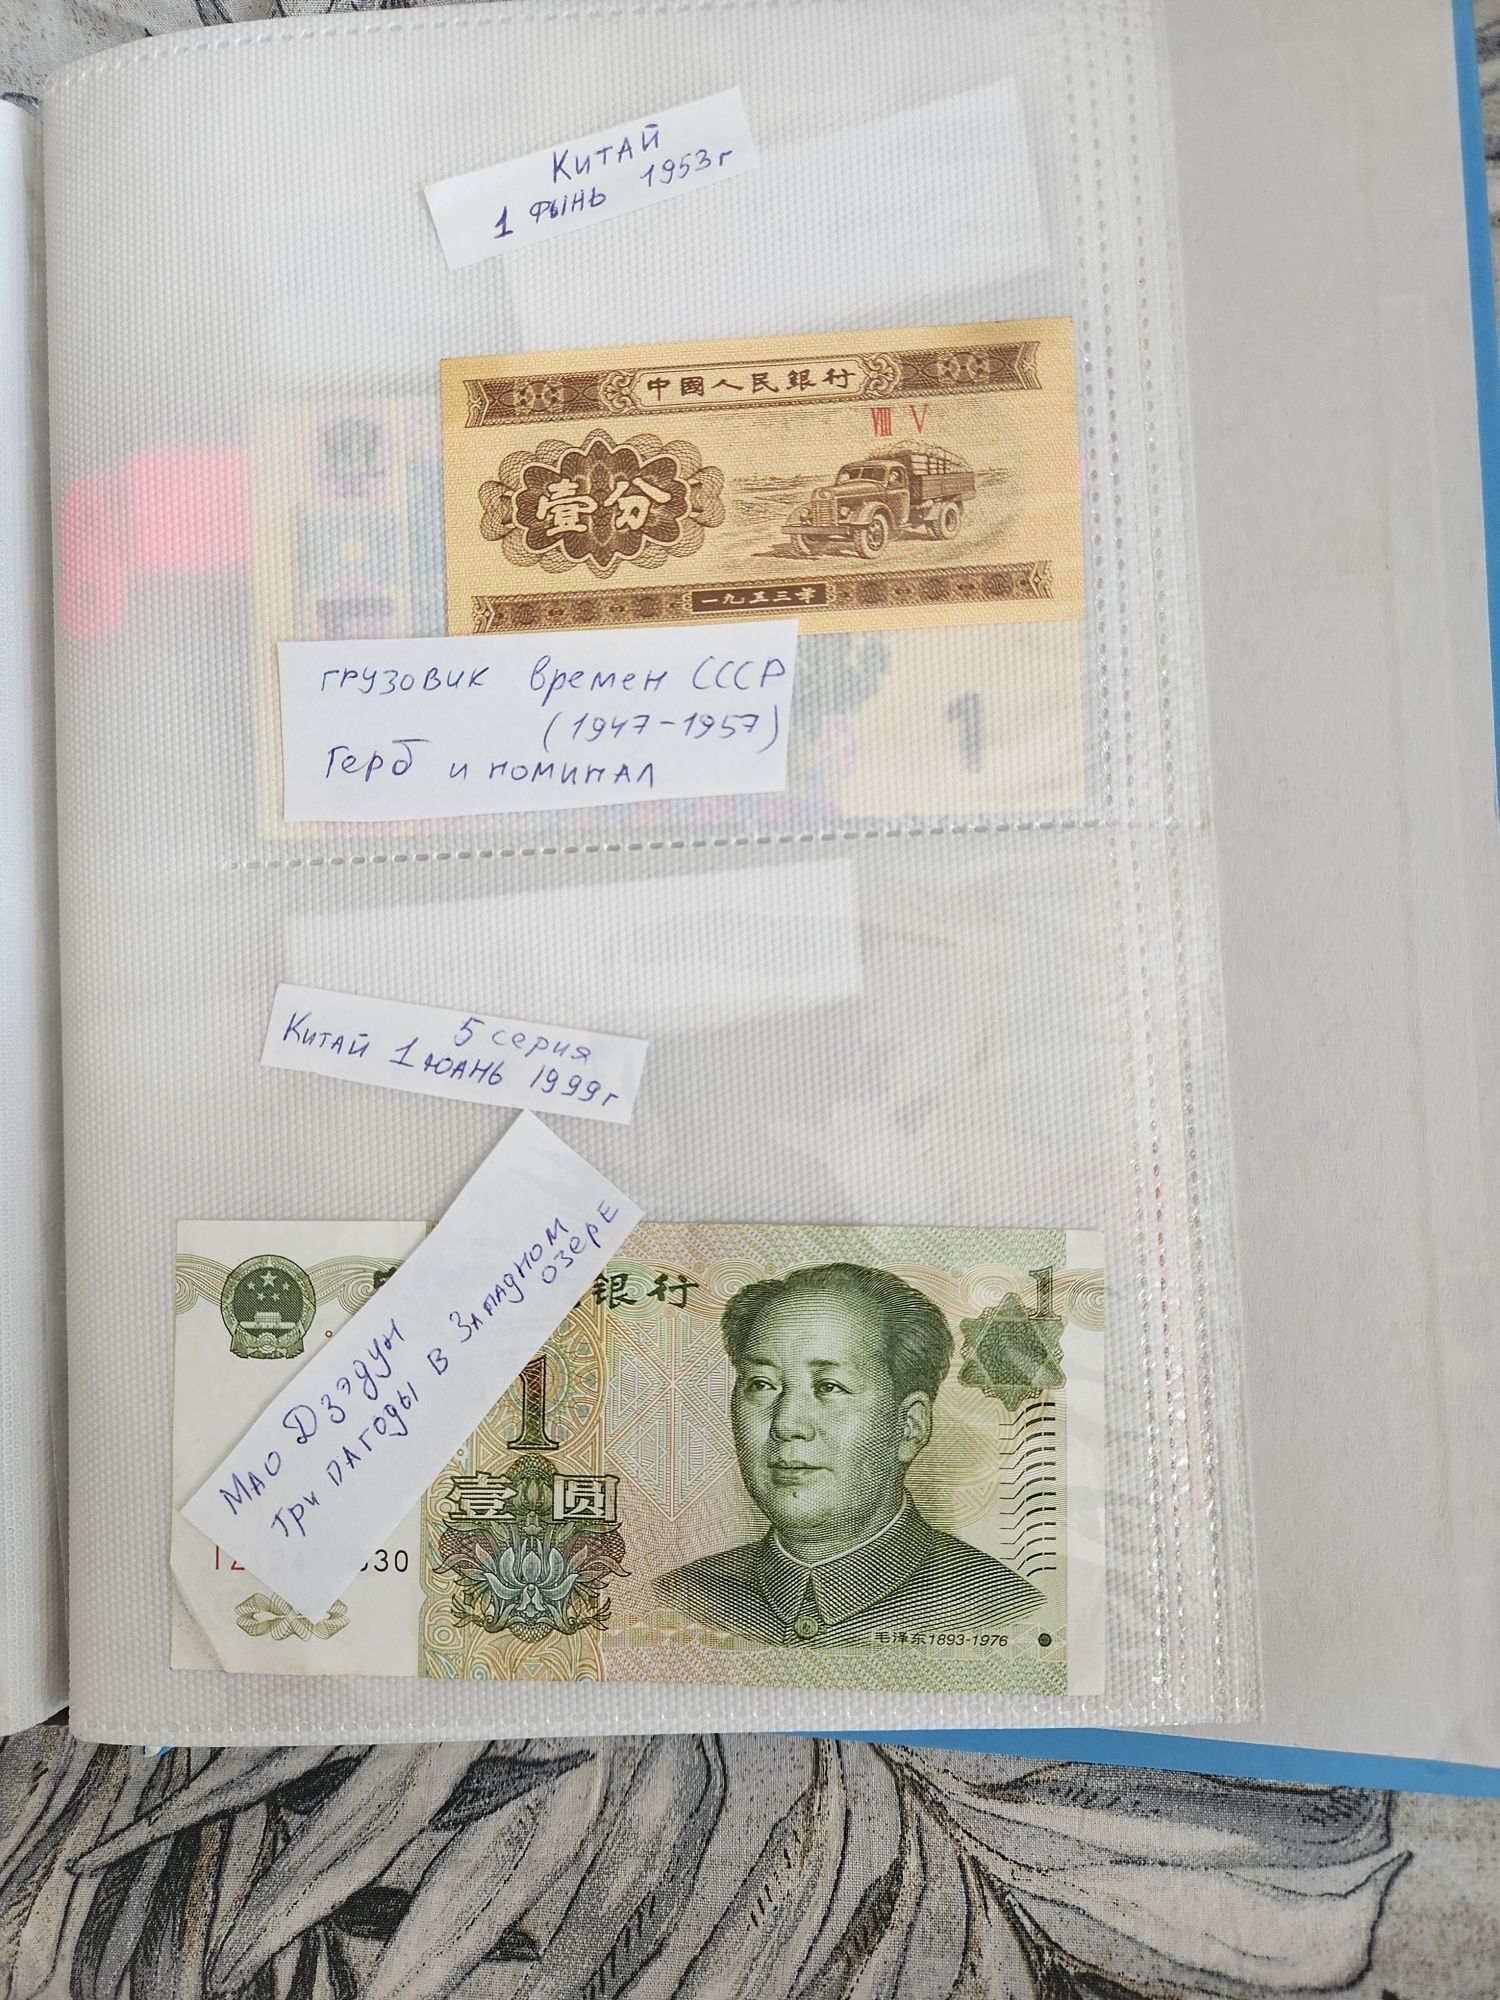 Китай
1 фынь 1953г
中國人民銀行
VIII V
壹分
一九五三年
грузовик времен СССР
(1947-1957)
Герб и номинал
1
5 серия
Китай 1 юань 1999г
Мао Дзэдун
Три пагоды в Западном
озере
银行
1
1
壹圆
30
毛泽东1893-1976